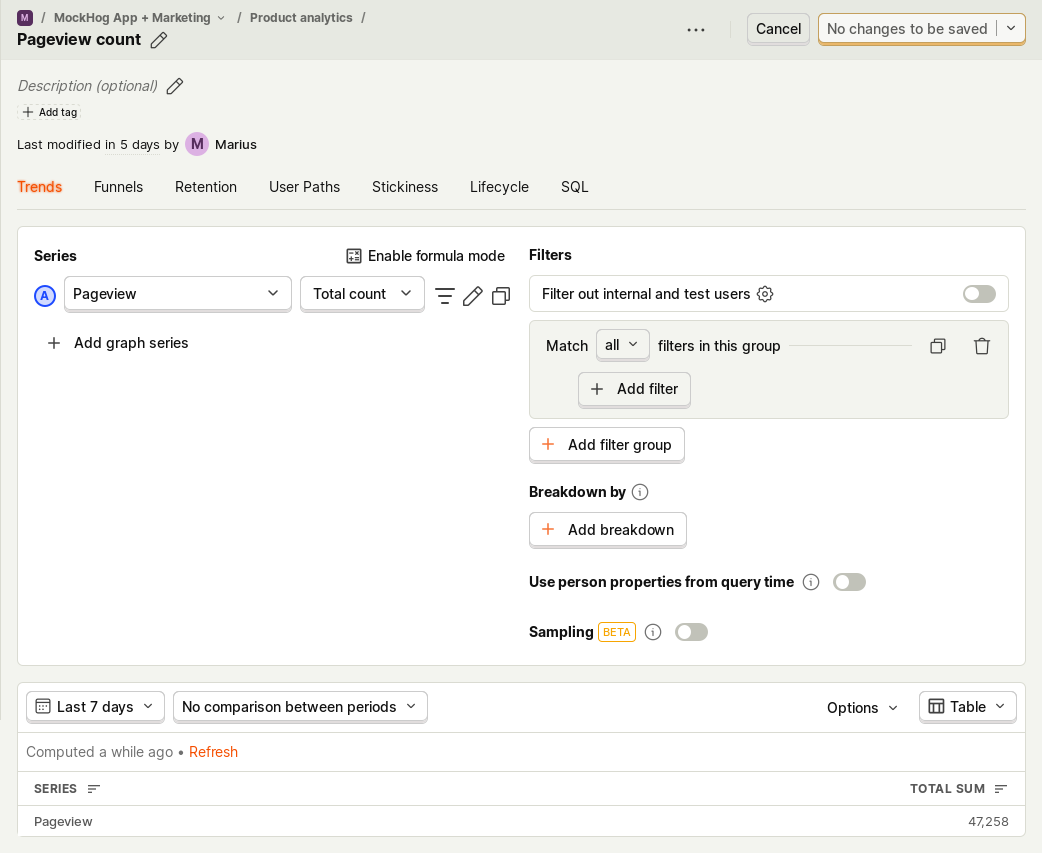 M / MockHog App + Marketing / Product analytics /
Pageview count
Cancel
No changes to be saved
Description (optional)
Add tag
Last modified in 5 days by M Marius
Trends Funnels Retention User Paths Stickiness Lifecycle SQL
Series
Enable formula mode
A Pageview Total count
Add graph series
Filters
Filter out internal and test users
Match all filters in this group
Add filter
Add filter group
Breakdown by
Add breakdown
Use person properties from query time
Sampling BETA
Last 7 days No comparison between periods Options Table
Computed a while ago • Refresh
SERIES TOTAL SUM
Pageview 47,258